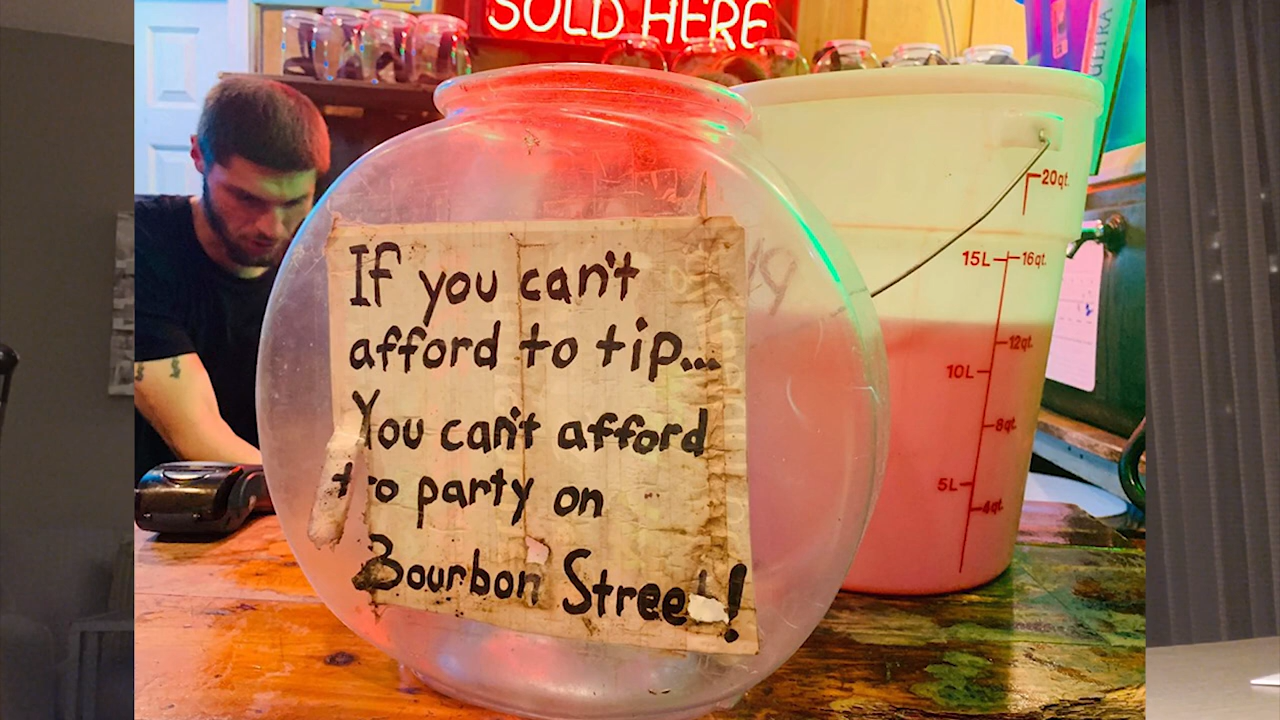 SOLD HERE
ULTRA
If you can't
afford to tip...
You can't afford
to party on
Bourbon Street!
20qt.
15L
16qt.
12qt.
10L
8qt.
5L
4qt.